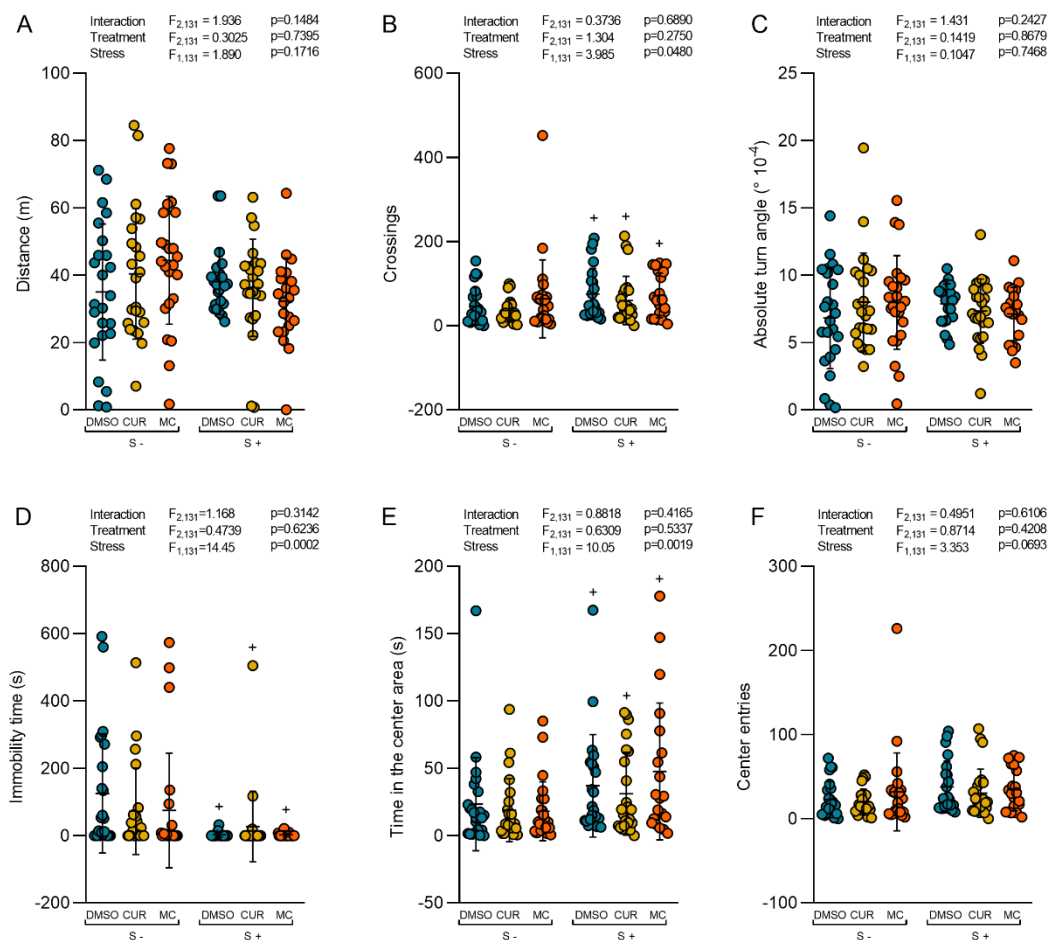 A
Interaction F2,131 = 1.936 p=0.1484
Treatment F2,131 = 0.3025 p=0.7395
Stress F1,131 = 1.890 p=0.1716
Distance (m)
100
80
60
40
20
0
DMSO CUR MC DMSO CUR MC
S - S +
B
Interaction F2,131 = 0.3736 p=0.6890
Treatment F2,131 = 1.304 p=0.2750
Stress F1,131 = 3.985 p=0.0480
Crossings
600
400
200
0
-200
+ + +
DMSO CUR MC DMSO CUR MC
S - S +
C
Interaction F2,131 = 1.431 p=0.2427
Treatment F2,131 = 0.1419 p=0.8679
Stress F1,131 = 0.1047 p=0.7468
Absolute turn angle (° 10-4)
25
20
15
10
5
0
DMSO CUR MC DMSO CUR MC
S - S +
D
Interaction F2,131 =1.168 p=0.3142
Treatment F2,131 =0.4739 p=0.6236
Stress F1,131 =14.45 p=0.0002
Immobility time (s)
800
600
400
200
0
-200
+ + +
DMSO CUR MC DMSO CUR MC
S - S +
E
Interaction F2,131 = 0.8818 p=0.4165
Treatment F2,131 = 0.6309 p=0.5337
Stress F1,131 = 10.05 p=0.0019
Time in the center area (s)
200
150
100
50
0
-50
+ + +
DMSO CUR MC DMSO CUR MC
S - S +
F
Interaction F2,131 = 0.4951 p=0.6106
Treatment F2,131 = 0.8714 p=0.4208
Stress F1,131 = 3.353 p=0.0693
Center entries
300
200
100
0
-100
DMSO CUR MC DMSO CUR MC
S - S +